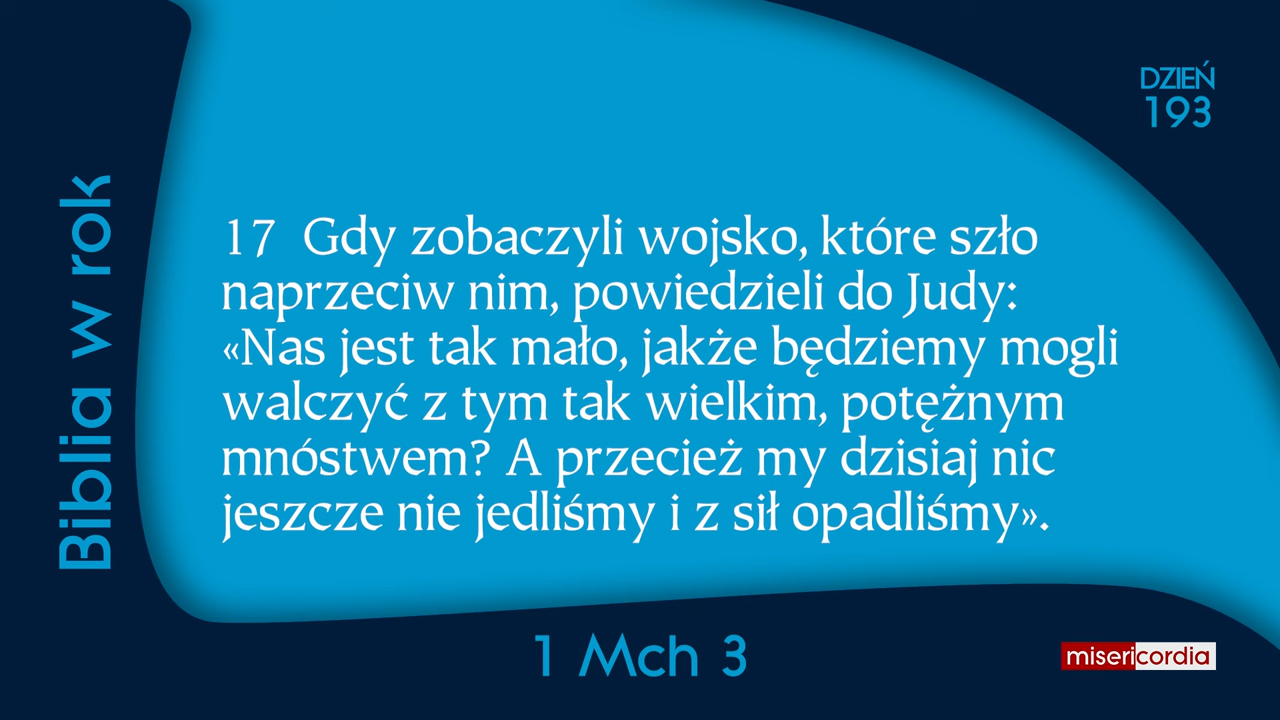 DZIEŃ
193
Biblia w rok
17 Gdy zobaczyli wojsko, które szło
naprzeciw nim, powiedzieli do Judy:
«Nas jest tak mało, jakże będziemy mogli
walczyć z tym tak wielkim, potężnym
mnóstwem? A przecież my dzisiaj nic
jeszcze nie jedliśmy i z sił opadliśmy».
1 Mch 3
misericordia